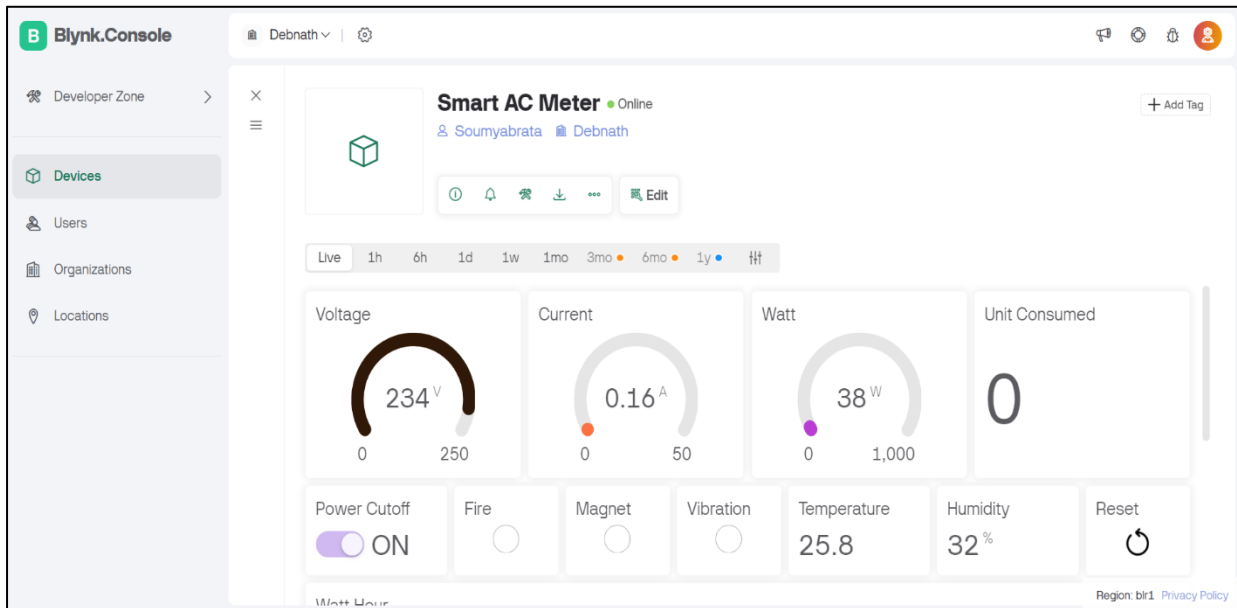 B Blynk.Console
Debnath
Developer Zone
Devices
Users
Organizations
Locations
Smart AC Meter Online
Soumyabrata Debnath
+ Add Tag
Edit
Live 1h 6h 1d 1w 1mo 3mo 6mo 1y
Voltage
234 V
0 250
Current
0.16 A
0 50
Watt
38 W
0 1,000
Unit Consumed
0
Power Cutoff
ON
Fire
Magnet
Vibration
Temperature
25.8
Humidity
32 %
Reset
Watt Hour
Region: blr1 Privacy Policy